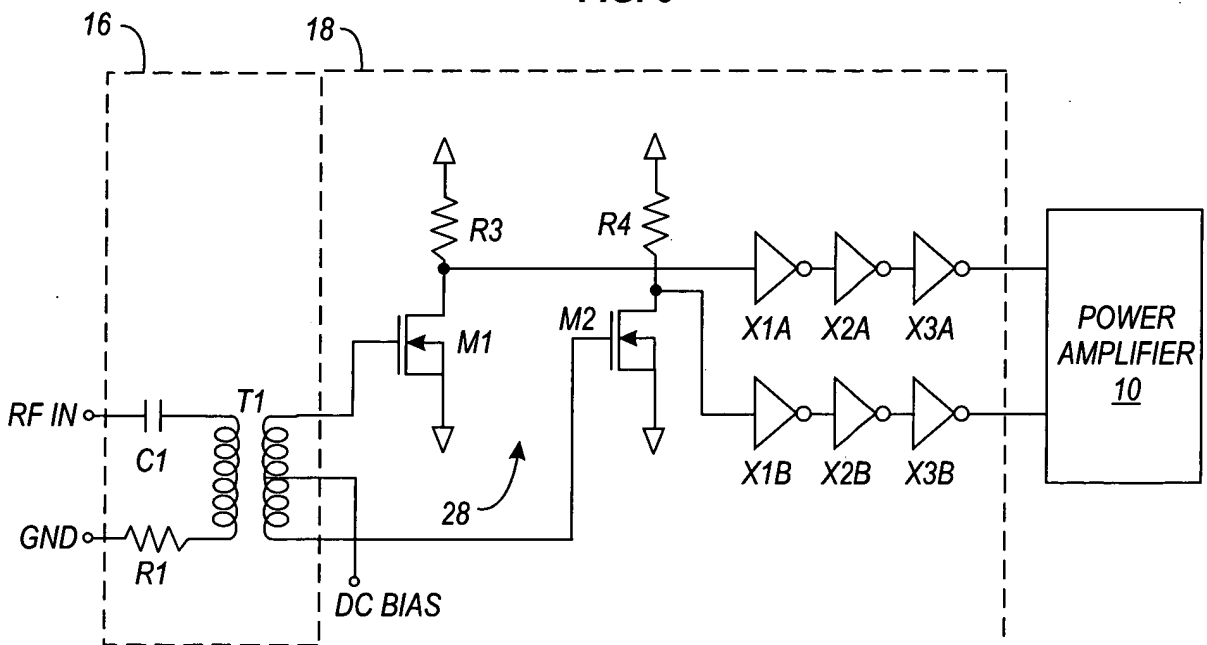 16
18
R3
R4
M1
M2
X1A
X2A
X3A
POWER
AMPLIFIER
10
RF IN
C1
T1
X1B
X2B
X3B
28
GND
R1
DC BIAS